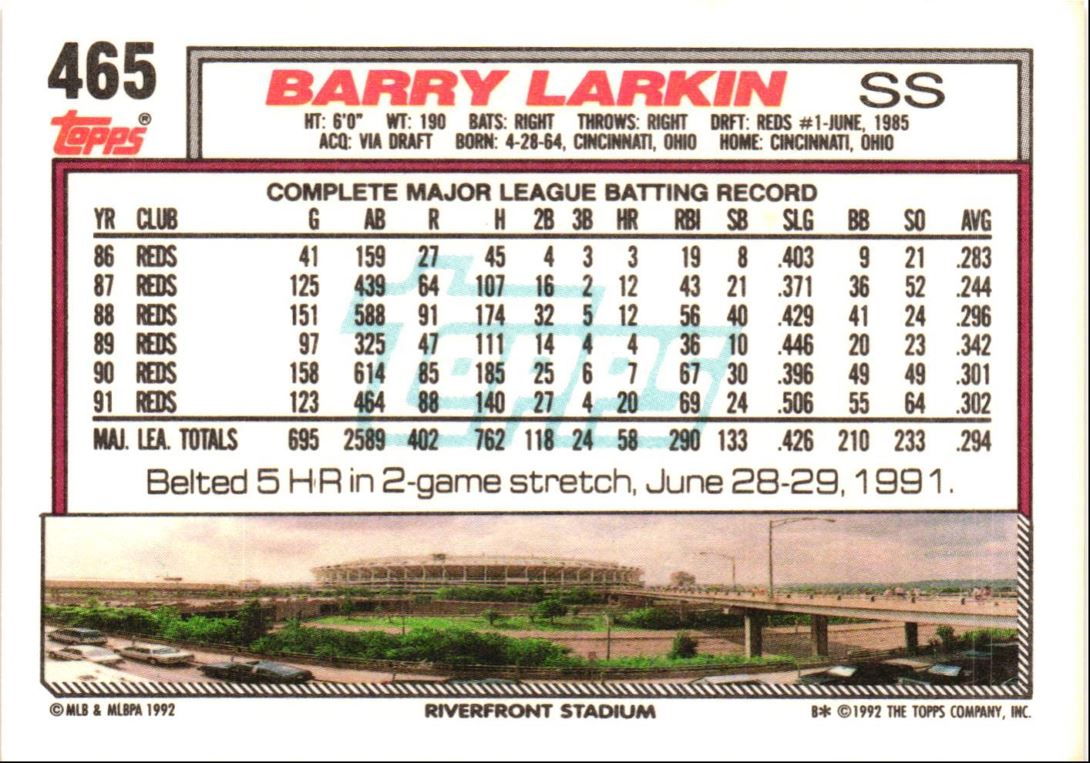 465
Topps®
BARRY LARKIN SS
HT: 6'0" WT: 190 BATS: RIGHT THROWS: RIGHT DRFT: REDS #1-JUNE, 1985
ACQ: VIA DRAFT BORN: 4-28-64, CINCINNATI, OHIO HOME: CINCINNATI, OHIO
COMPLETE MAJOR LEAGUE BATTING RECORD
YR CLUB G AB R H 2B 3B HR RBI SB SLG BB SO AVG
86 REDS 41 159 27 45 4 3 3 19 8 .403 9 21 .283
87 REDS 125 439 64 107 16 2 12 43 21 .371 36 52 .244
88 REDS 151 588 91 174 32 5 12 56 40 .429 41 24 .296
89 REDS 97 325 47 111 14 4 4 36 10 .446 20 23 .342
90 REDS 158 614 85 185 25 6 7 67 30 .396 49 49 .301
91 REDS 123 464 88 140 27 4 20 69 24 .506 55 64 .302
MAJ. LEA. TOTALS 695 2589 402 762 118 24 58 290 133 .426 210 233 .294
Topps
Belted 5 HR in 2-game stretch, June 28-29, 1991.
© MLB & MLBPA 1992 RIVERFRONT STADIUM B* ©1992 THE TOPPS COMPANY, INC.